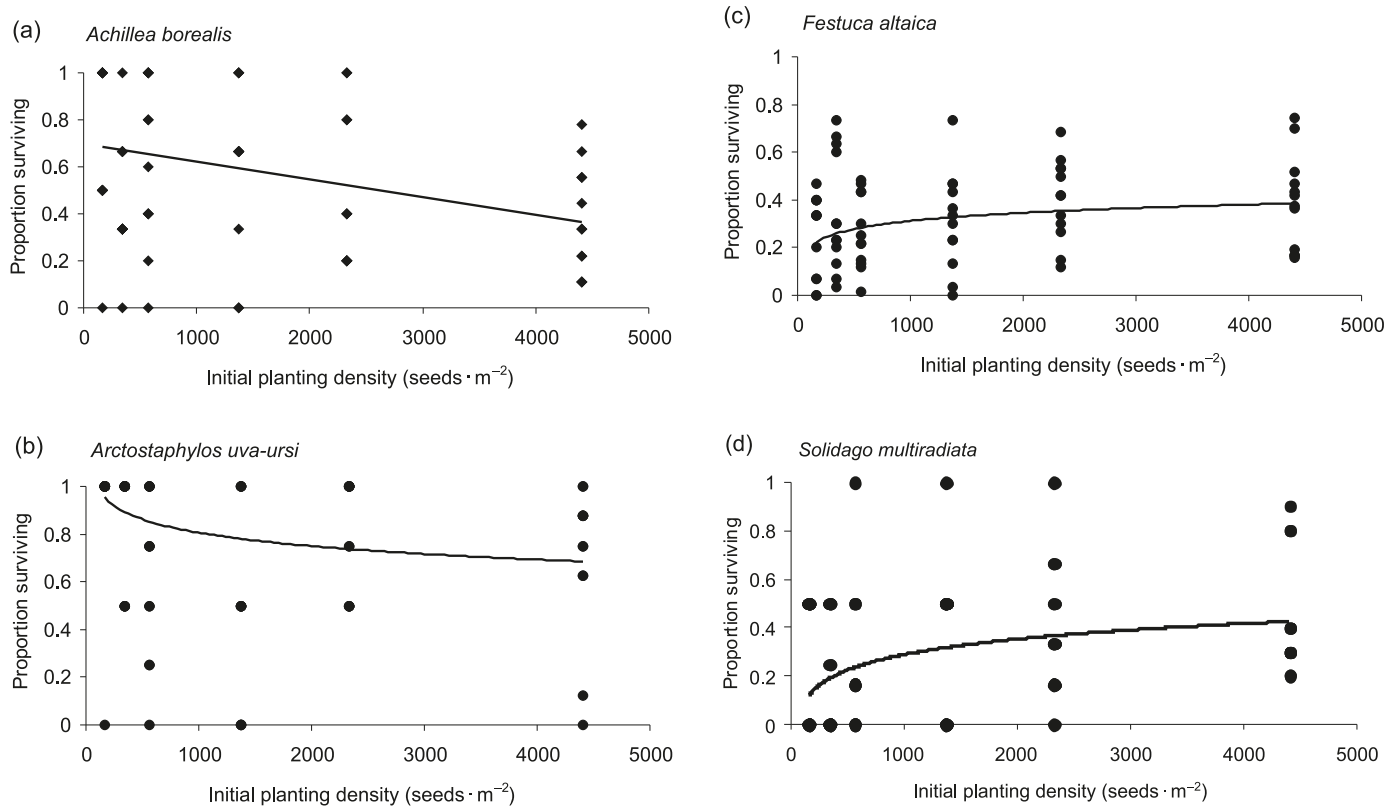 (a)
Achillea borealis
Proportion surviving
1
0.8
0.6
0.4
0.2
0
0 1000 2000 3000 4000 5000
Initial planting density (seeds·m⁻²)
(b)
Arctostaphylos uva-ursi
Proportion surviving
1
0.8
0.6
0.4
0.2
0
0 1000 2000 3000 4000 5000
Initial planting density (seeds·m⁻²)
(c)
Festuca altaica
Proportion surviving
1
0.8
0.6
0.4
0.2
0
0 1000 2000 3000 4000 5000
Initial planting density (seeds·m⁻²)
(d)
Solidago multiradiata
Proportion surviving
1
0.8
0.6
0.4
0.2
0
0 1000 2000 3000 4000 5000
Initial planting density (seeds·m⁻²)